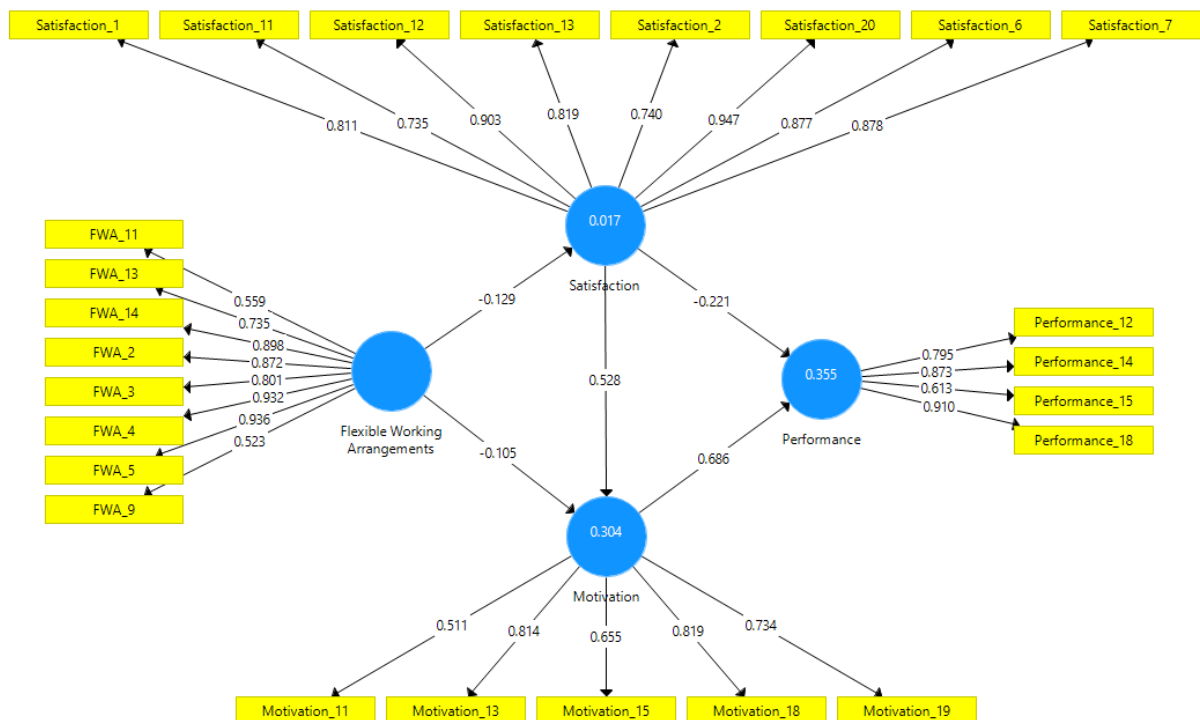 Satisfaction_1
Satisfaction_11
Satisfaction_12
Satisfaction_13
Satisfaction_2
Satisfaction_20
Satisfaction_6
Satisfaction_7
0.811
0.735
0.903
0.819
0.740
0.947
0.877
0.878
0.017
Satisfaction
FWA_11
FWA_13
FWA_14
FWA_2
FWA_3
FWA_4
FWA_5
FWA_9
0.559
0.735
0.898
0.872
0.801
0.932
0.936
0.523
Flexible Working
Arrangements
-0.129
-0.105
0.528
-0.221
0.686
0.355
Performance
0.795
0.873
0.613
0.910
Performance_12
Performance_14
Performance_15
Performance_18
0.304
Motivation
0.511
0.814
0.655
0.819
0.734
Motivation_11
Motivation_13
Motivation_15
Motivation_18
Motivation_19